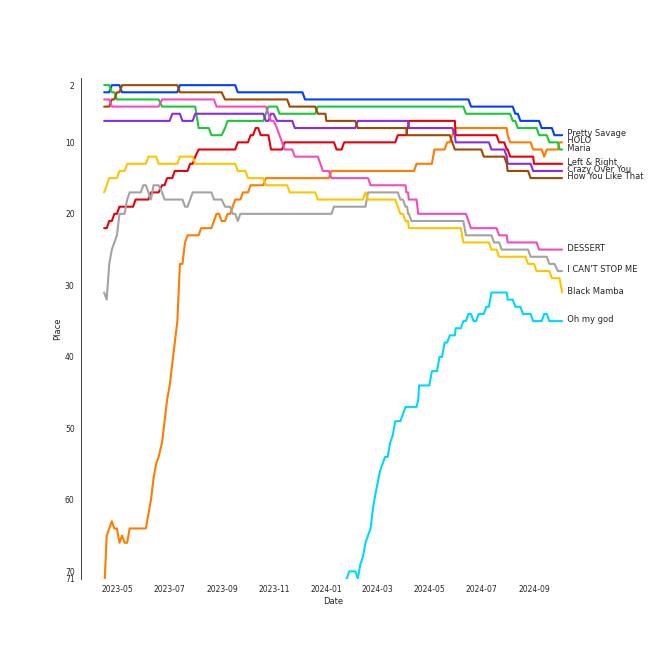 2
10
20
30
40
50
60
70
71
Place
2023-05 2023-07 2023-09 2023-11 2024-01 2024-03 2024-05 2024-07 2024-09
Date
Pretty Savage
HOLO
Maria
Left & Right
Crazy Over You
How You Like That
DESSERT
I CAN'T STOP ME
Black Mamba
Oh my god